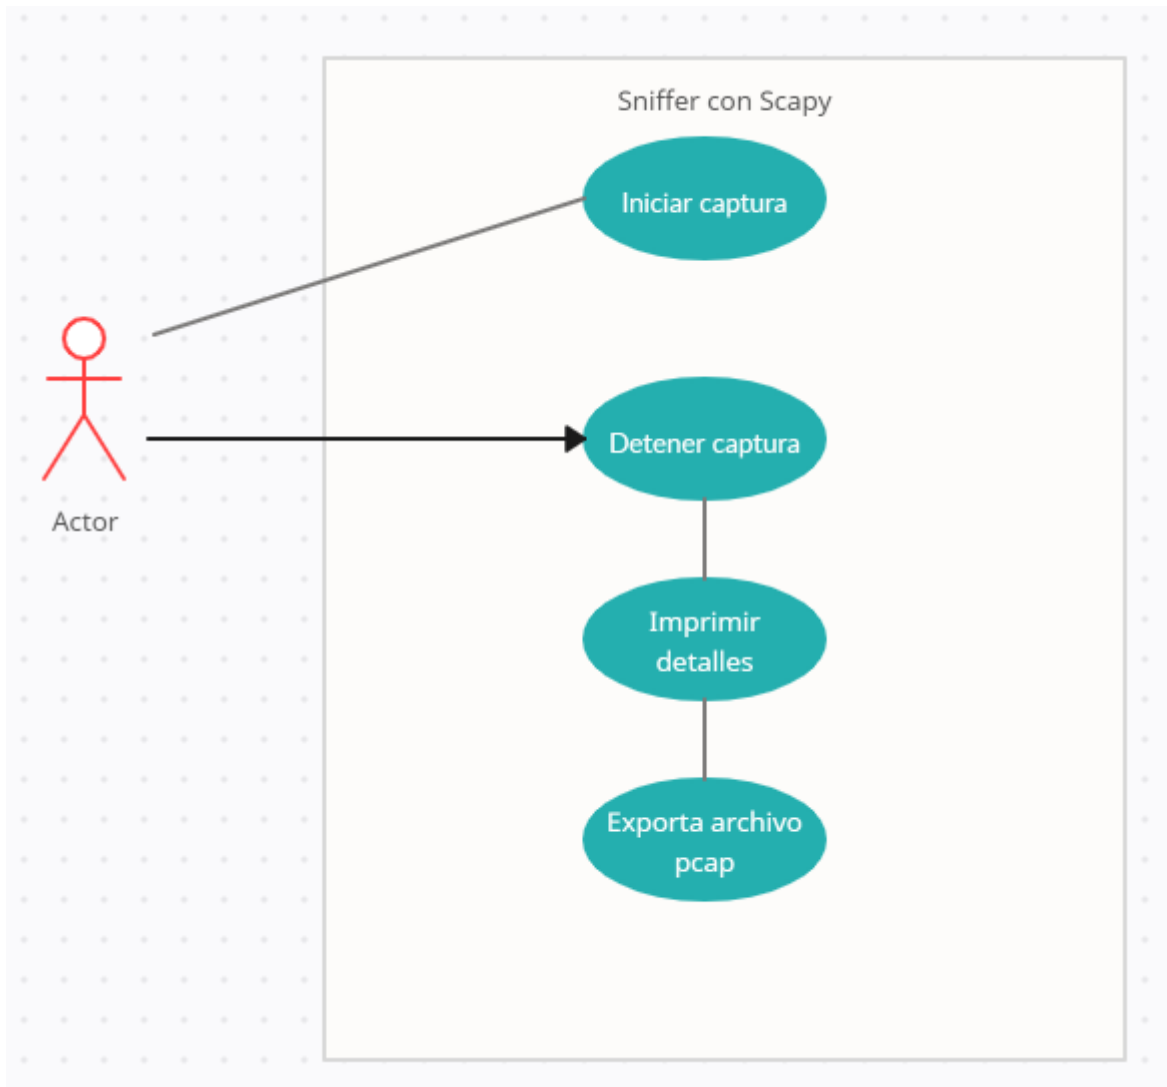 Sniffer con Scapy
Iniciar captura
Detener captura
Actor
Imprimir
detalles
Exporta archivo
pcap